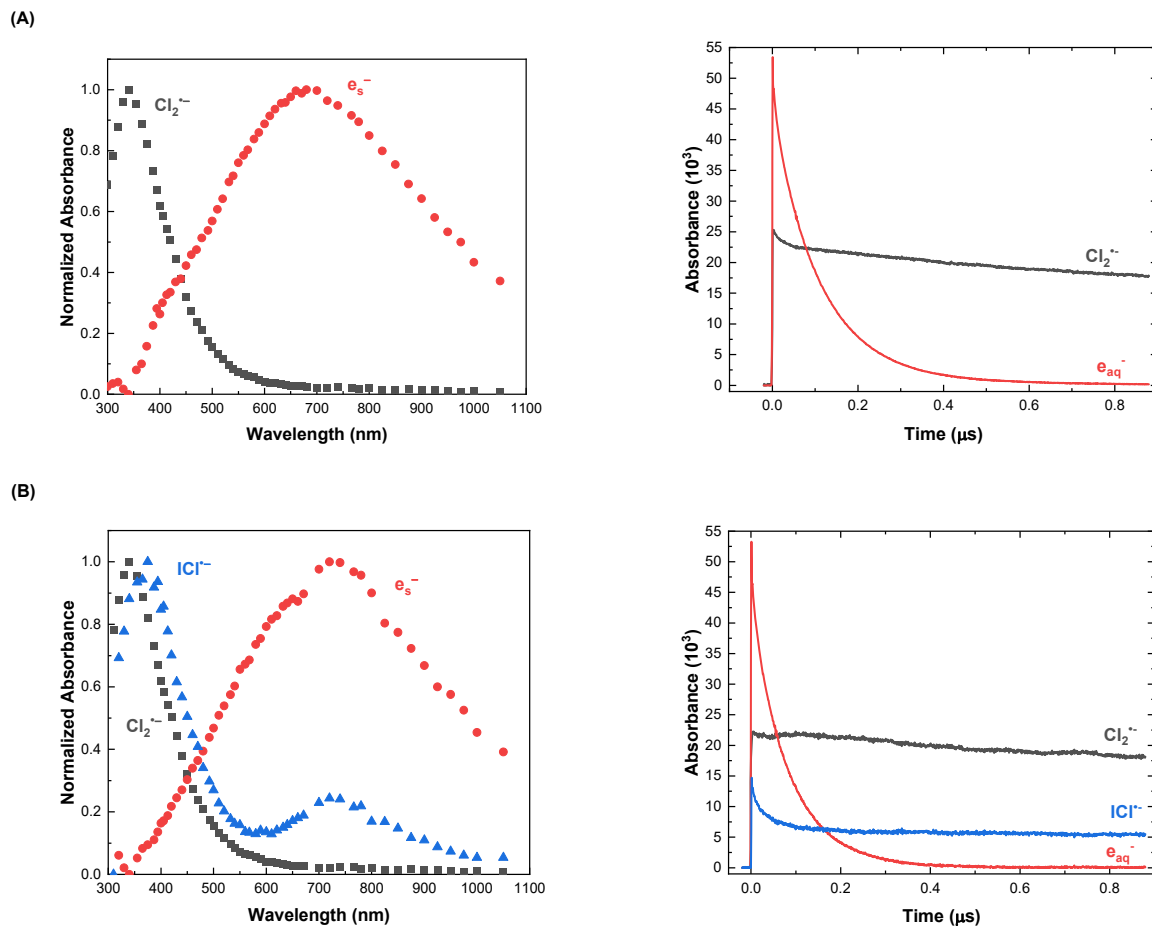 (A)
Normalized Absorbance
1.0
0.8
0.6
0.4
0.2
0.0
300 400 500 600 700 800 900 1000 1100
Wavelength (nm)
Cl₂•⁻
eₛ⁻
Absorbance (10³)
55
50
45
40
35
30
25
20
15
10
5
0
0.0 0.2 0.4 0.6 0.8
Time (μs)
Cl₂•⁻
eₐq⁻
(B)
Normalized Absorbance
1.0
0.8
0.6
0.4
0.2
0.0
300 400 500 600 700 800 900 1000 1100
Wavelength (nm)
ICl•⁻
eₛ⁻
Cl₂•⁻
Absorbance (10³)
55
50
45
40
35
30
25
20
15
10
5
0
0.0 0.2 0.4 0.6 0.8
Time (μs)
Cl₂•⁻
ICl•⁻
eₐq⁻